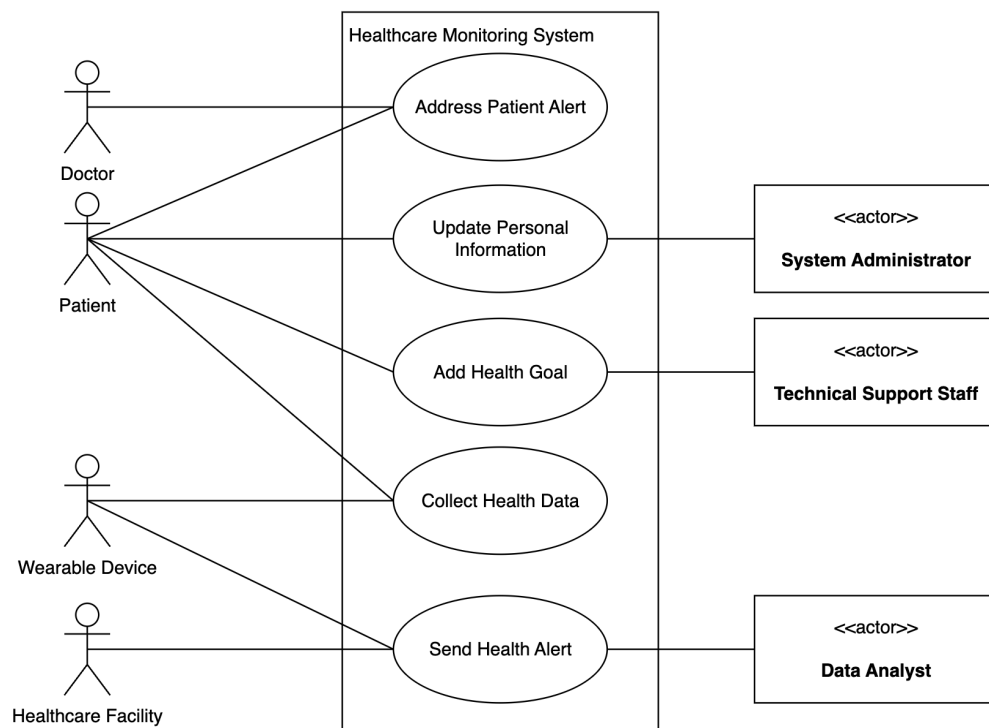 Healthcare Monitoring System
Address Patient Alert
Doctor
Update Personal
Information
<<actor>>
System Administrator
Patient
Add Health Goal
<<actor>>
Technical Support Staff
Collect Health Data
Wearable Device
Send Health Alert
<<actor>>
Data Analyst
Healthcare Facility